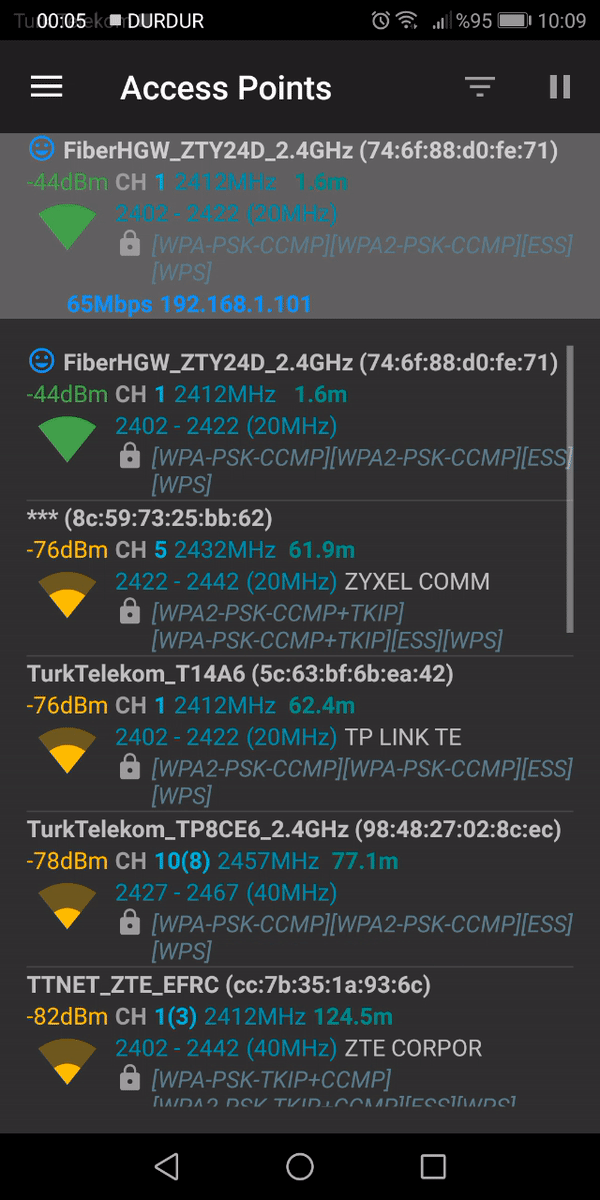 00:05 DURDUR %95 10:09
Access Points
FiberHGW_ZTY24D_2.4GHz (74:6f:88:d0:fe:71)
-44dBm CH 1 2412MHz 1.6m
2402 - 2422 (20MHz)
[WPA-PSK-CCMP][WPA2-PSK-CCMP][ESS]
[WPS]
65Mbps 192.168.1.101
FiberHGW_ZTY24D_2.4GHz (74:6f:88:d0:fe:71)
-44dBm CH 1 2412MHz 1.6m
2402 - 2422 (20MHz)
[WPA-PSK-CCMP][WPA2-PSK-CCMP][ESS]
[WPS]
*** (8c:59:73:25:bb:62)
-76dBm CH 5 2432MHz 61.9m
2422 - 2442 (20MHz) ZYXEL COMM
[WPA2-PSK-CCMP+TKIP]
[WPA-PSK-CCMP+TKIP][ESS][WPS]
TurkTelekom_T14A6 (5c:63:bf:6b:ea:42)
-76dBm CH 1 2412MHz 62.4m
2402 - 2422 (20MHz) TP LINK TE
[WPA2-PSK-CCMP][WPA-PSK-CCMP][ESS]
[WPS]
TurkTelekom_TP8CE6_2.4GHz (98:48:27:02:8c:ec)
-78dBm CH 10(8) 2457MHz 77.1m
2427 - 2467 (40MHz)
[WPA-PSK-CCMP][WPA2-PSK-CCMP][ESS]
[WPS]
TTNET_ZTE_EFRC (cc:7b:35:1a:93:6c)
-82dBm CH 1(3) 2412MHz 124.5m
2402 - 2442 (40MHz) ZTE CORPOR
[WPA-PSK-TKIP+CCMP]
[WPA2-PSK-TKIP+CCMP][ESS][WPS]